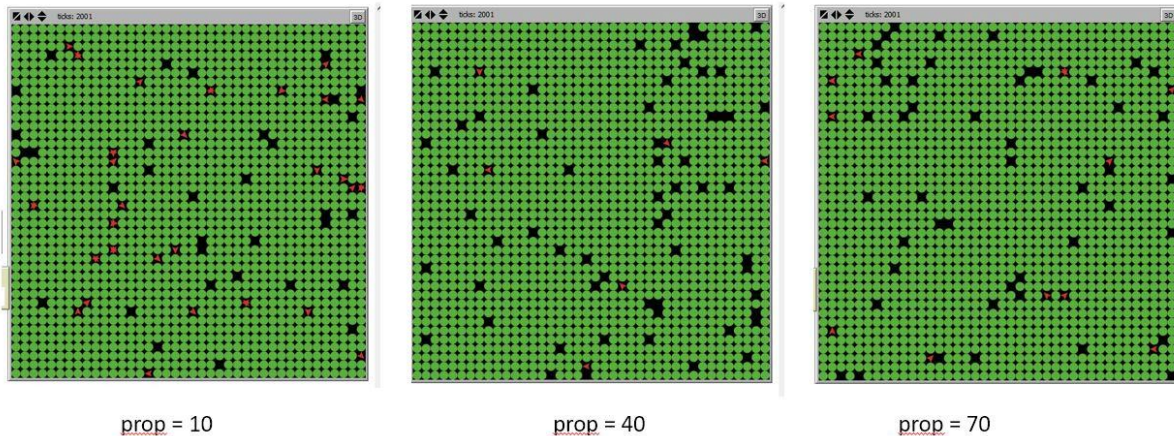 ticks: 2001
3D
ticks: 2001
3D
ticks: 2001
3D
prop = 10
prop = 40
prop = 70